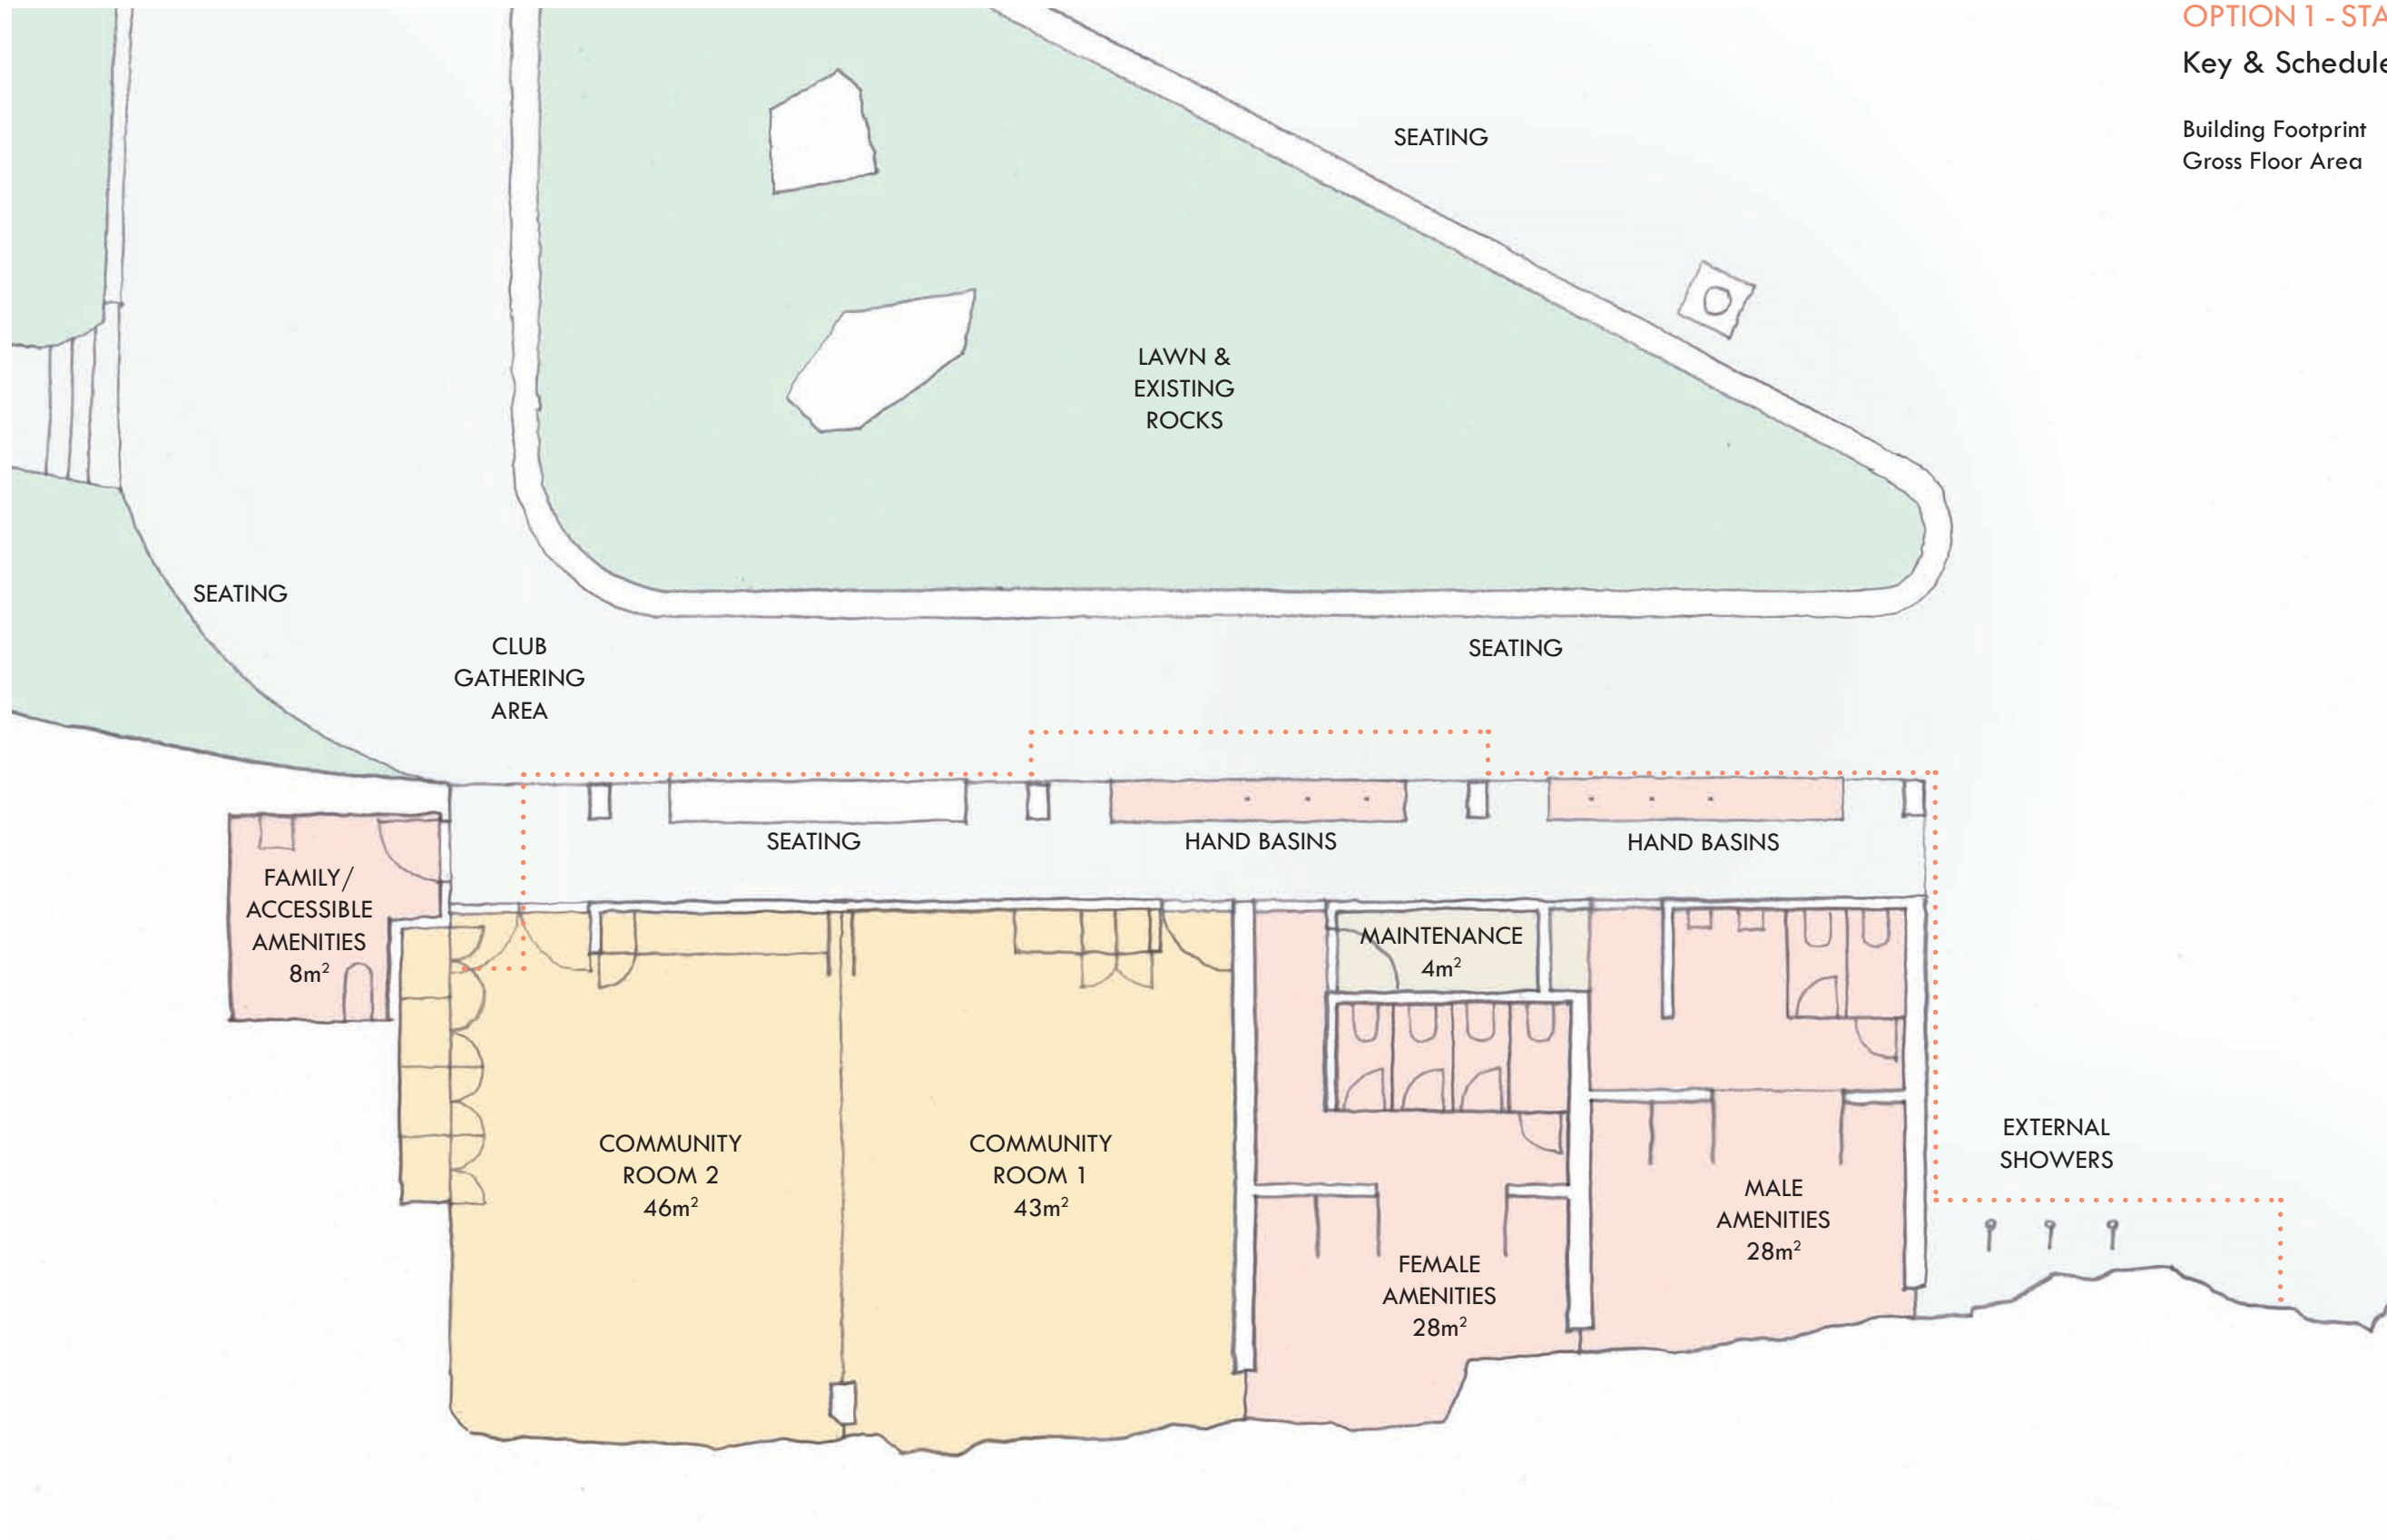 OPTION 1 - STA
Key & Schedule
Building Footprint
Gross Floor Area
SEATING
LAWN &
EXISTING
ROCKS
SEATING
CLUB
GATHERING
AREA
SEATING
SEATING
HAND BASINS
HAND BASINS
FAMILY/
ACCESSIBLE
AMENITIES
8m²
MAINTENANCE
4m²
COMMUNITY
ROOM 2
46m²
COMMUNITY
ROOM 1
43m²
FEMALE
AMENITIES
28m²
MALE
AMENITIES
28m²
EXTERNAL
SHOWERS